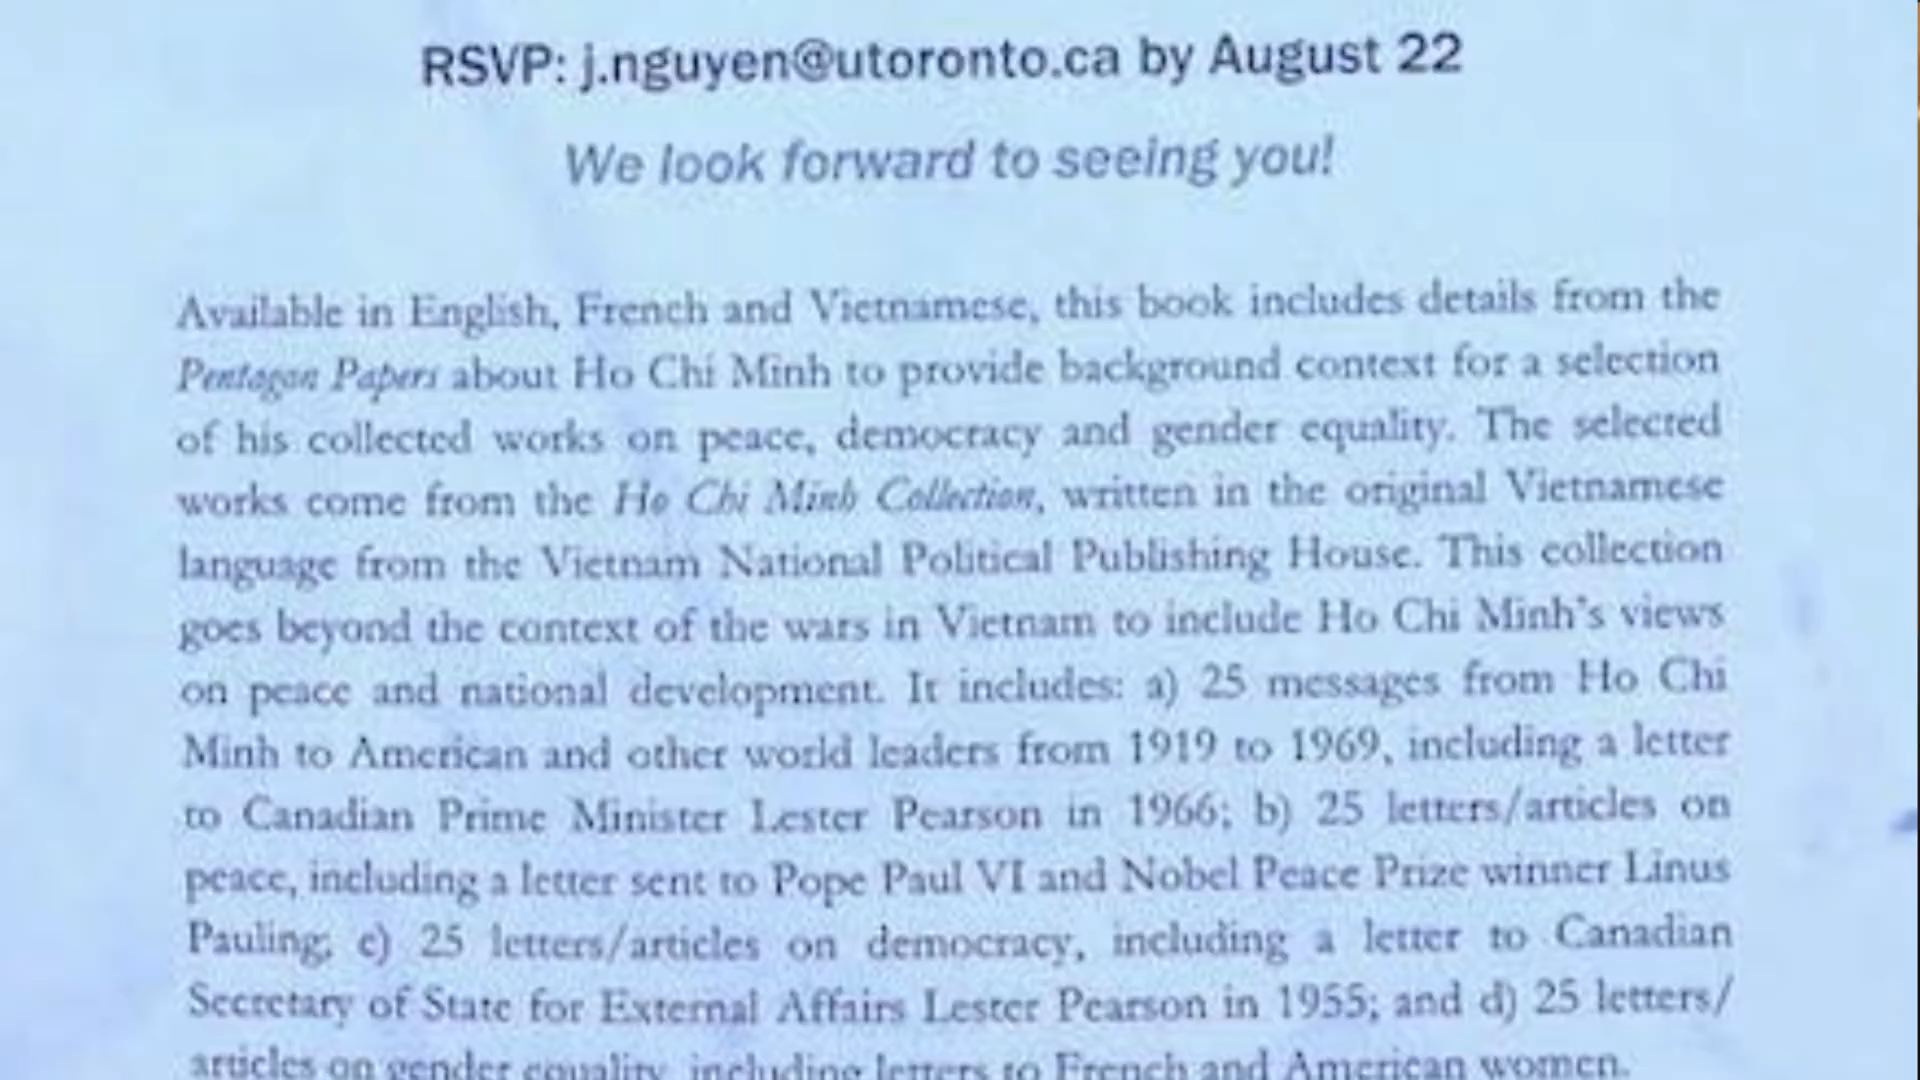 RSVP: j.nguyen@utoronto.ca by August 22
We look forward to seeing you!
Available in English, French and Vietnamese, this book includes details from the
Pentagon Papers about Ho Chi Minh to provide background context for a selection
of his collected works on peace, democracy and gender equality. The selected
works come from the Ho Chi Minh Collection, written in the original Vietnamese
language from the Vietnam National Political Publishing House. This collection
goes beyond the context of the wars in Vietnam to include Ho Chi Minh's views
on peace and national development. It includes: a) 25 messages from Ho Chi
Minh to American and other world leaders from 1919 to 1969, including a letter
to Canadian Prime Minister Lester Pearson in 1966; b) 25 letters/articles on
peace, including a letter sent to Pope Paul VI and Nobel Peace Prize winner Linus
Pauling; c) 25 letters/articles on democracy, including a letter to Canadian
Secretary of State for External Affairs Lester Pearson in 1955; and d) 25 letters/
articles on gender equality, including letters to French and American women.